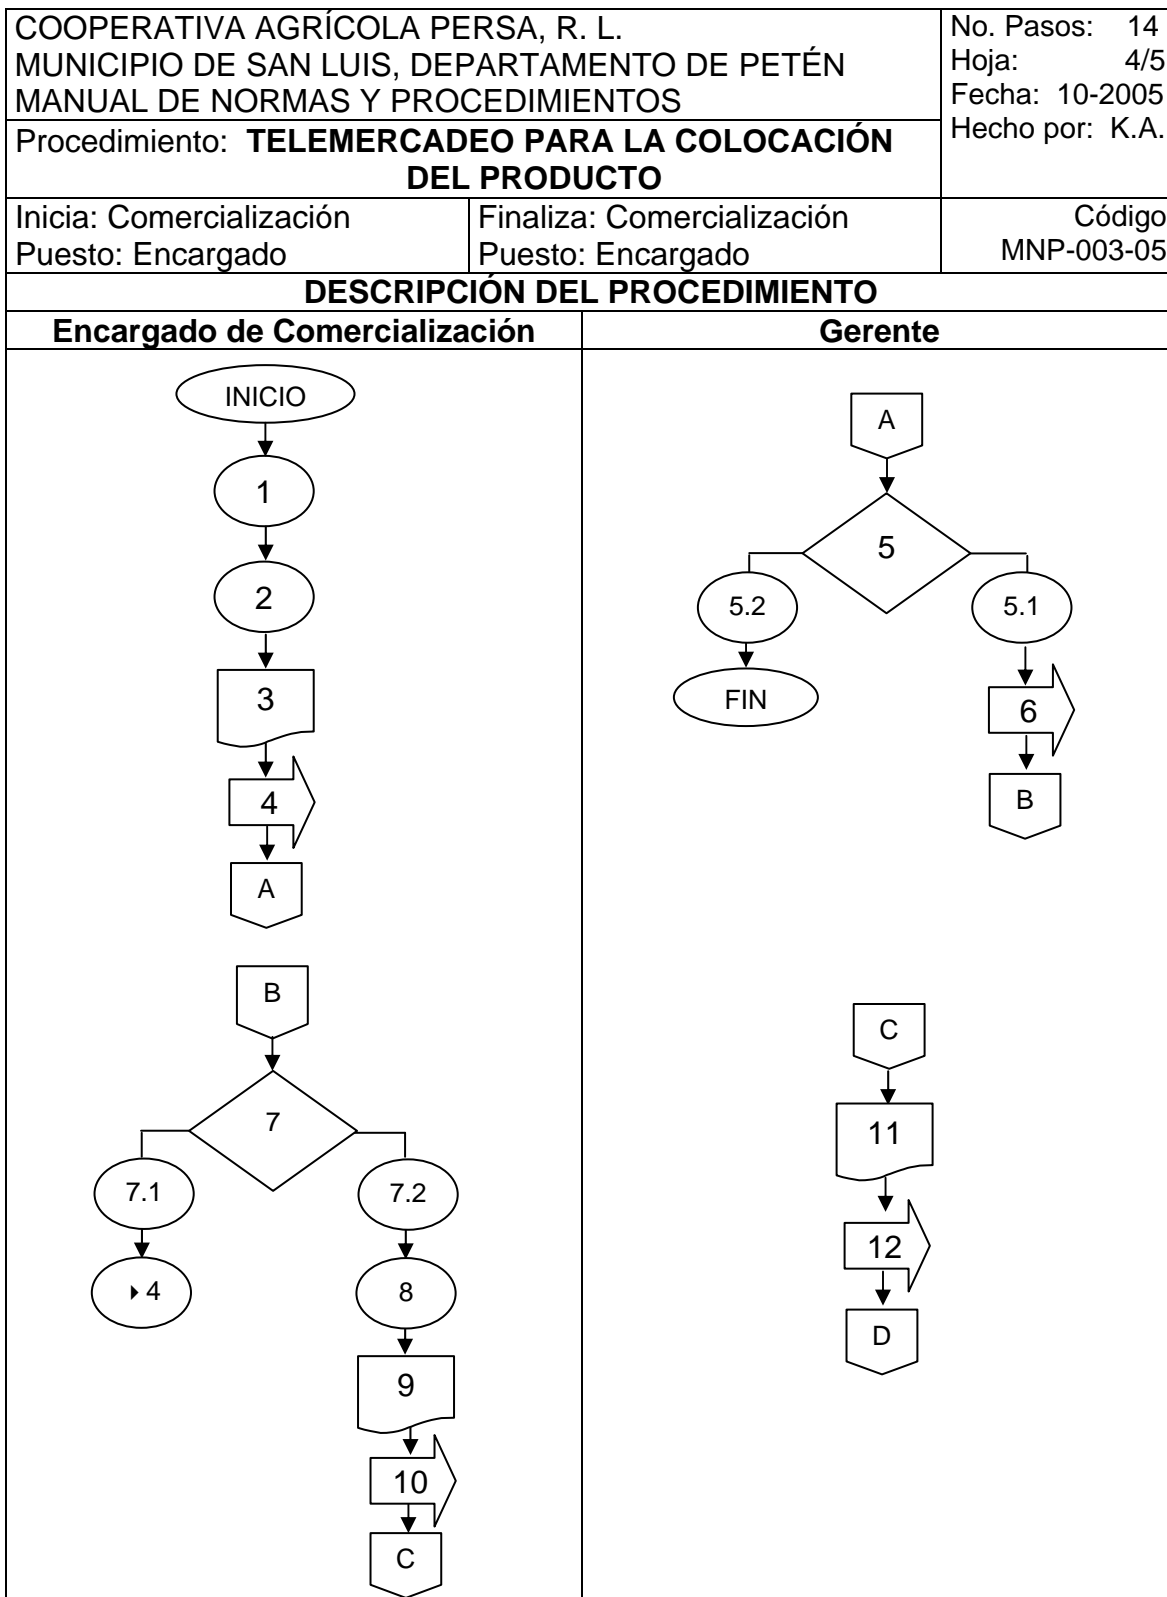 COOPERATIVA AGRÍCOLA PERSA, R. L.
MUNICIPIO DE SAN LUIS, DEPARTAMENTO DE PETÉN
MANUAL DE NORMAS Y PROCEDIMIENTOS
No. Pasos: 14
Hoja: 4/5
Fecha: 10-2005
Hecho por: K.A.
Procedimiento: TELEMERCADEO PARA LA COLOCACIÓN
DEL PRODUCTO
Inicia: Comercialización
Puesto: Encargado
Finaliza: Comercialización
Puesto: Encargado
Código
MNP-003-05
DESCRIPCIÓN DEL PROCEDIMIENTO
Encargado de Comercialización
Gerente
INICIO
1
2
3
4
A
B
7
7.1
7.2
4
8
9
10
C
A
5
5.2
5.1
FIN
6
B
C
11
12
D